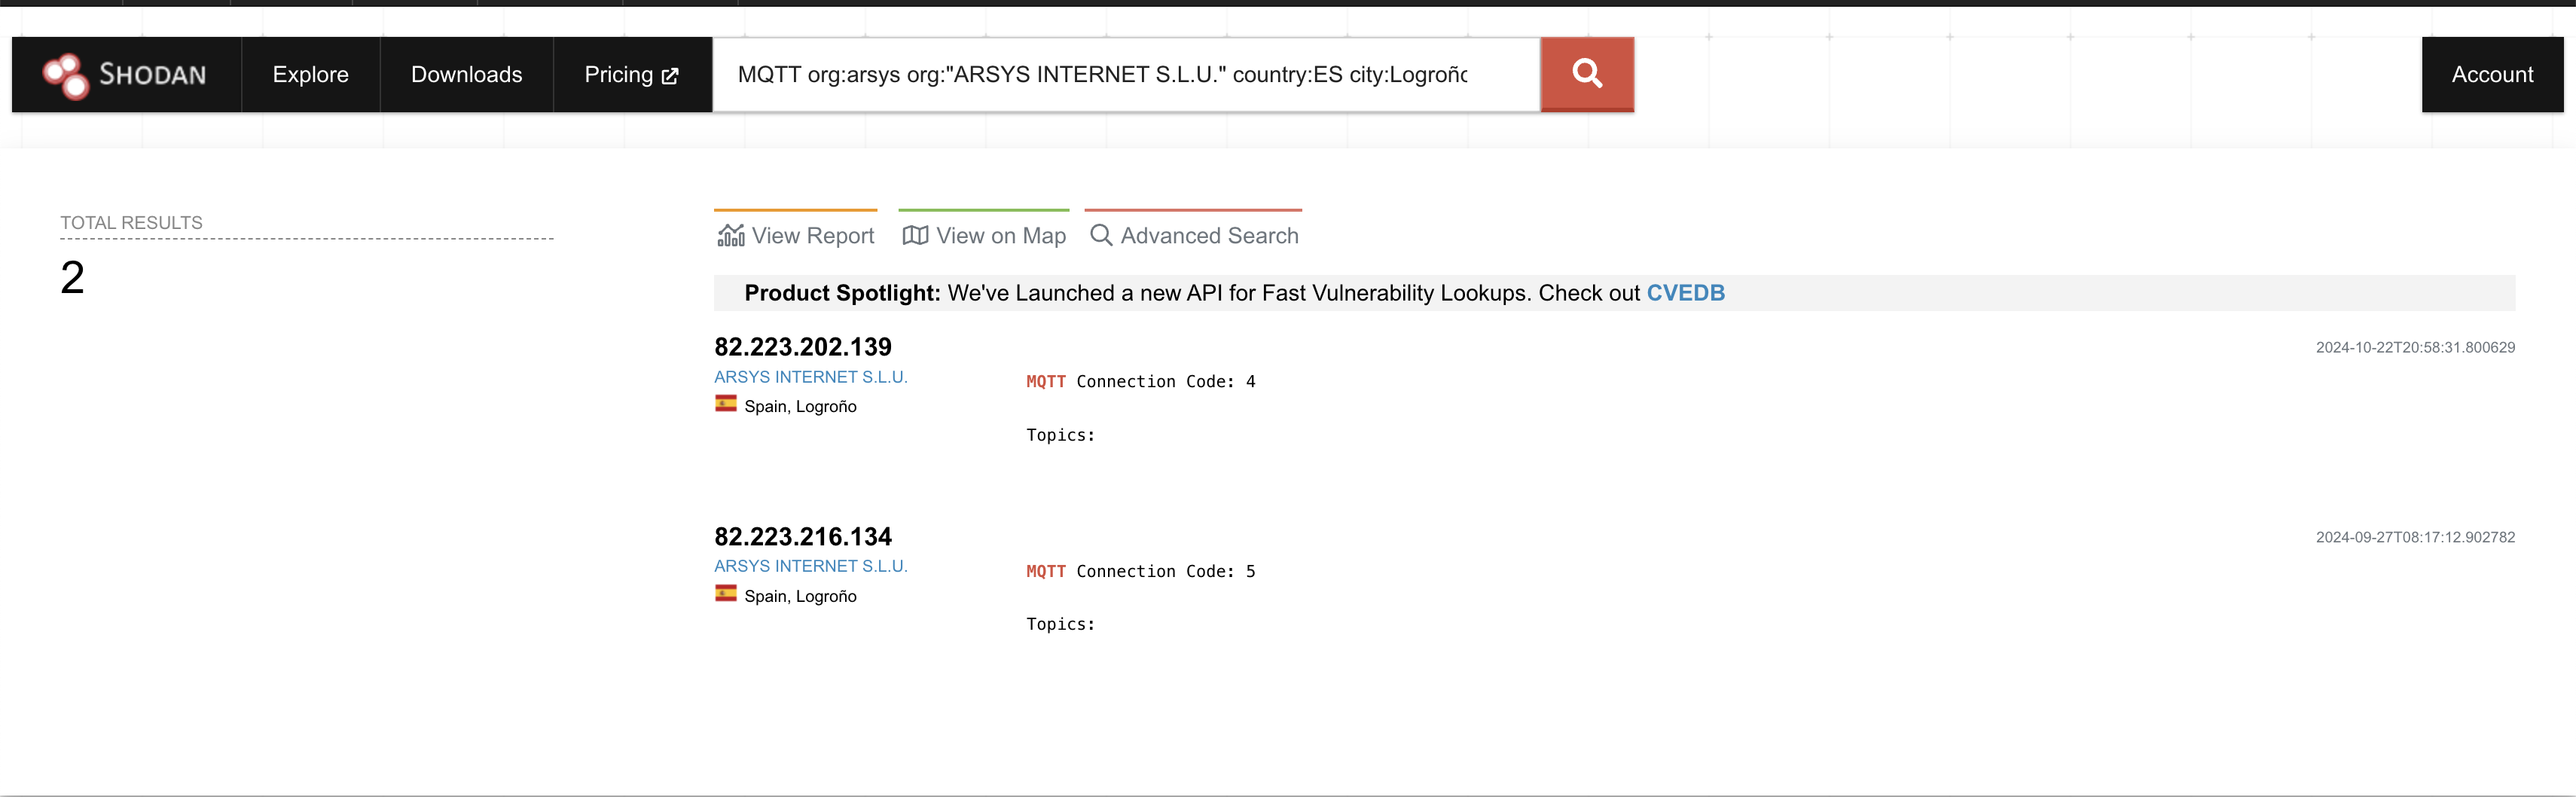 SHODAN
Explore
Downloads
Pricing
MQTT org:arsys org:"ARSYS INTERNET S.L.U." country:ES city:Logroño
Account
TOTAL RESULTS
2
View Report
View on Map
Advanced Search
Product Spotlight: We've Launched a new API for Fast Vulnerability Lookups. Check out CVEDB
82.223.202.139
2024-10-22T20:58:31.800629
ARSYS INTERNET S.L.U.
Spain, Logroño
MQTT Connection Code: 4
Topics:
82.223.216.134
2024-09-27T08:17:12.902782
ARSYS INTERNET S.L.U.
Spain, Logroño
MQTT Connection Code: 5
Topics: